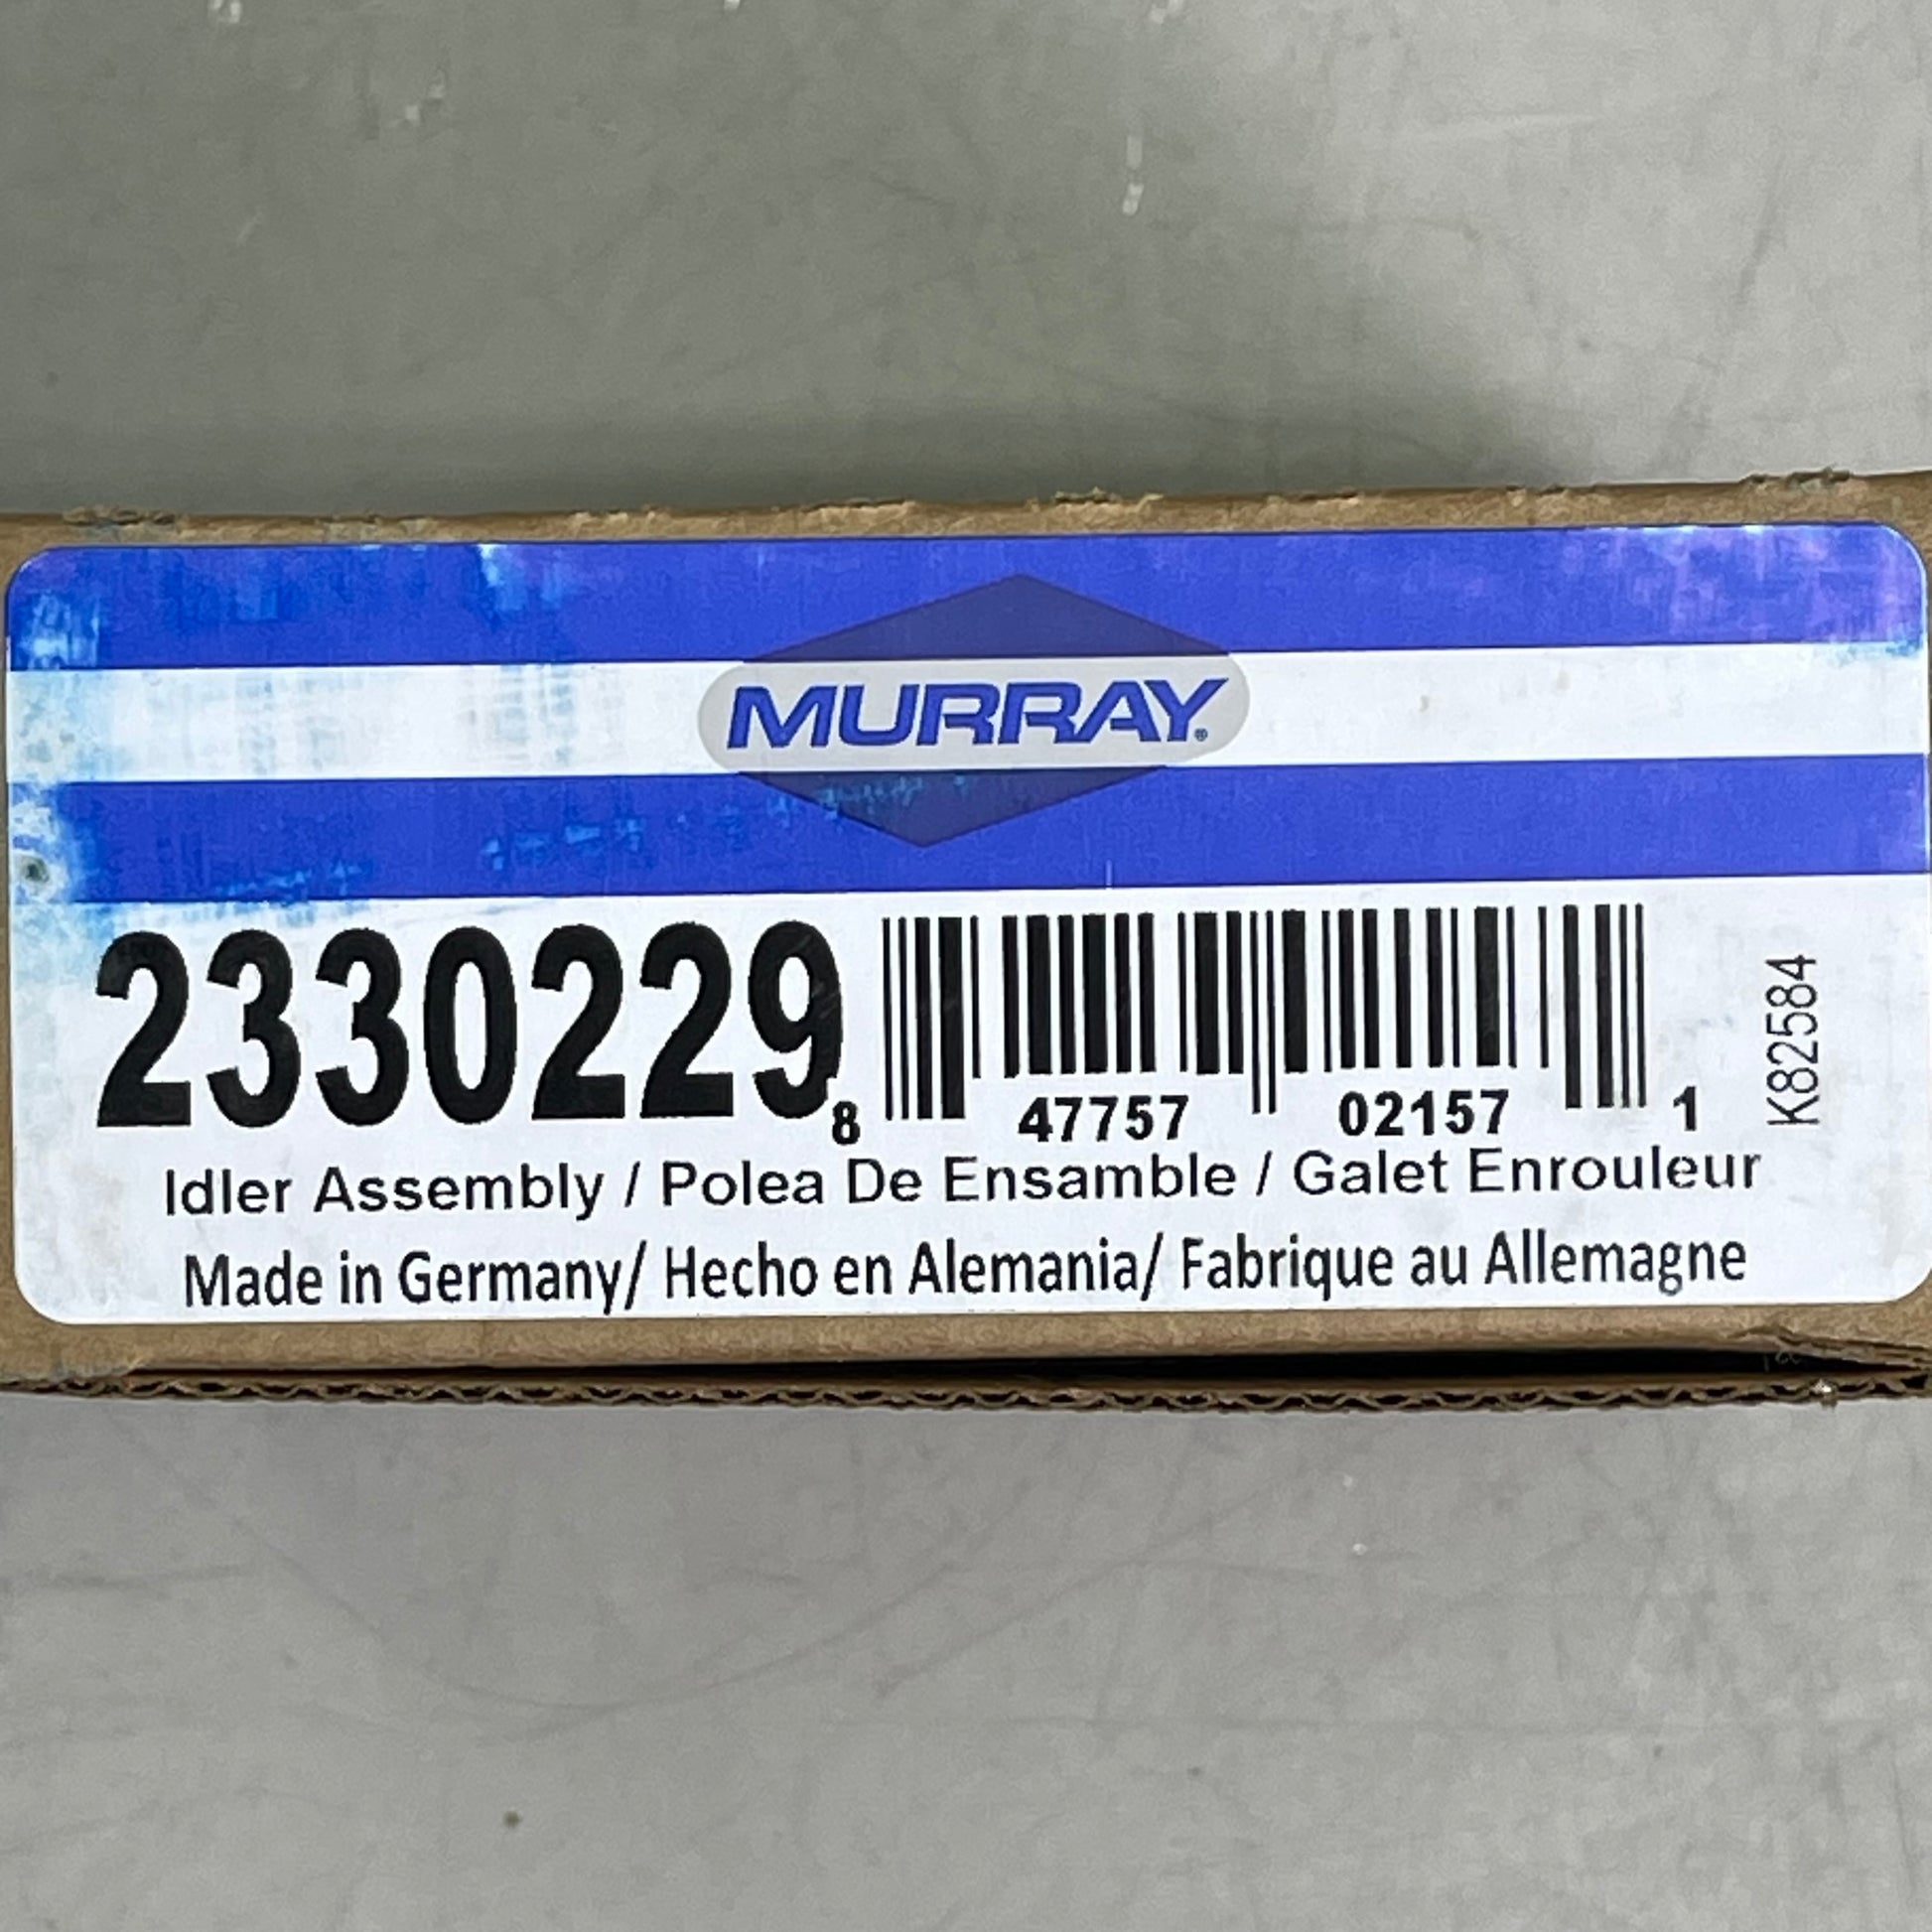 MURRAY®
2330229
8 47757 02157 1
K82584
Idler Assembly / Polea De Ensamble / Galet Enrouleur
Made in Germany/ Hecho en Alemania/ Fabrique au Allemagne